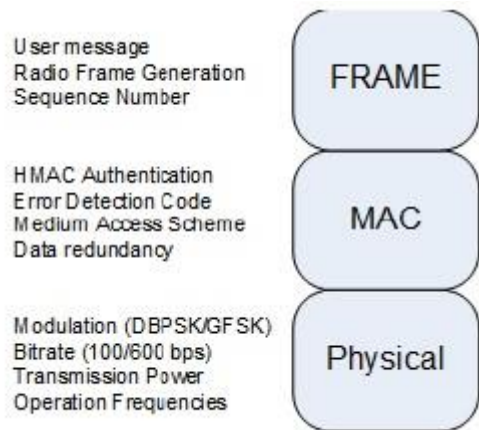 User message
Radio Frame Generation
Sequence Number
FRAME
HMAC Authentication
Error Detection Code
Medium Access Scheme
Data redundancy
MAC
Modulation (DBPSK/GFSK)
Bitrate (100/600 bps)
Transmission Power
Operation Frequencies
Physical